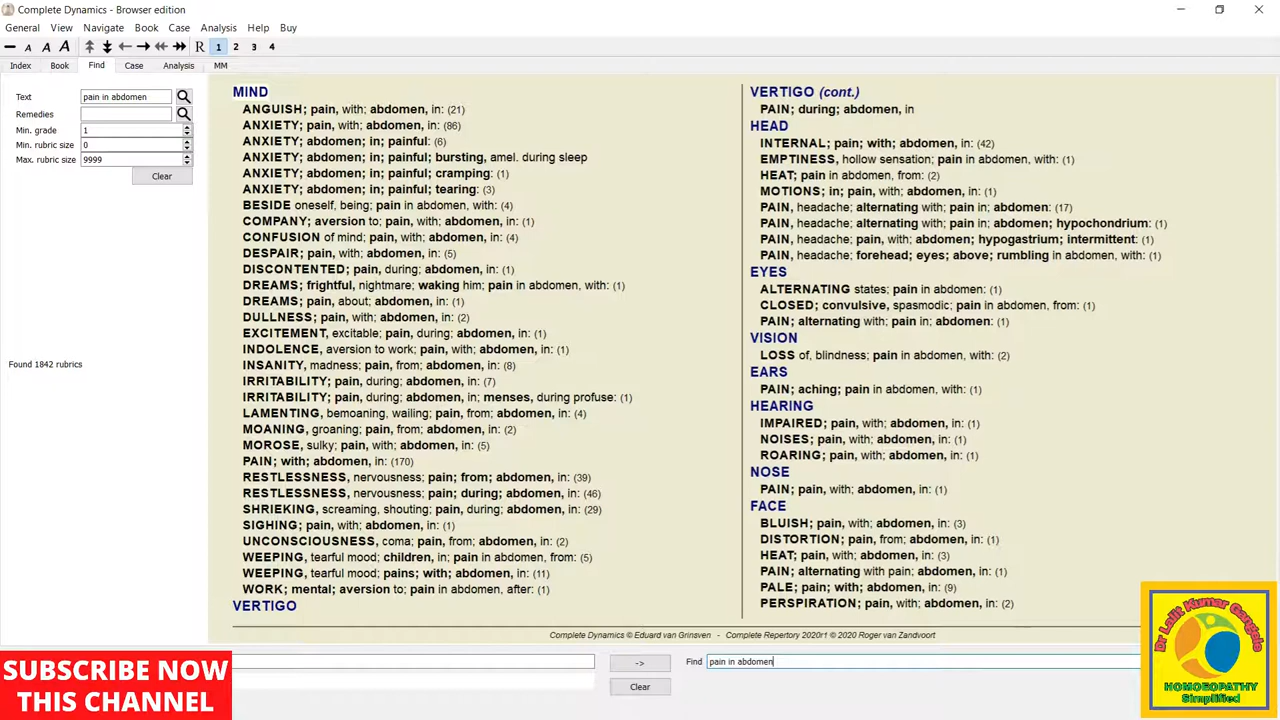 Complete Dynamics - Browser edition
General View Navigate Book Case Analysis Help Buy
A A A R 1 2 3 4
Index Book Find Case Analysis MM
Text pain in abdomen
Remedies
Min. grade 1
Min. rubric size 0
Max. rubric size 9999
Clear
Found 1842 rubrics
MIND
ANGUISH; pain, with; abdomen, in: (21)
ANXIETY; pain, with; abdomen, in: (86)
ANXIETY; abdomen; in; painful: (6)
ANXIETY; abdomen; in; painful; bursting, amel. during sleep
ANXIETY; abdomen; in; painful; cramping: (1)
ANXIETY; abdomen; in; painful; tearing: (3)
BESIDE oneself, being; pain in abdomen, with: (4)
COMPANY; aversion to; pain, with; abdomen, in: (1)
CONFUSION of mind; pain, with; abdomen, in: (4)
DESPAIR; pain, with; abdomen, in: (5)
DISCONTENTED; pain, during; abdomen, in: (1)
DREAMS; frightful, nightmare; waking him; pain in abdomen, with: (1)
DREAMS; pain, about; abdomen, in: (1)
DULLNESS; pain, with; abdomen, in: (2)
EXCITEMENT, excitable; pain, during; abdomen, in: (1)
INDOLENCE, aversion to work; pain, with; abdomen, in: (1)
INSANITY, madness; pain, from; abdomen, in: (8)
IRRITABILITY; pain, during; abdomen, in: (7)
IRRITABILITY; pain, during; abdomen, in; menses, during profuse: (1)
LAMENTING, bemoaning, wailing; pain, from; abdomen, in: (4)
MOANING, groaning; pain, from; abdomen, in: (2)
MOROSE, sulky; pain, with; abdomen, in: (5)
PAIN; with; abdomen, in: (170)
RESTLESSNESS, nervousness; pain; from; abdomen, in: (39)
RESTLESSNESS, nervousness; pain; during; abdomen, in: (46)
SHRIEKING, screaming, shouting; pain, during; abdomen, in: (29)
SIGHING; pain, with; abdomen, in: (1)
UNCONSCIOUSNESS, coma; pain, from; abdomen, in: (2)
WEEPING, tearful mood; children, in; pain in abdomen, from: (5)
WEEPING, tearful mood; pains; with; abdomen, in: (11)
WORK; mental; aversion to; pain in abdomen, after: (1)
VERTIGO
VERTIGO (cont.)
PAIN; during; abdomen, in
HEAD
INTERNAL; pain; with; abdomen, in: (42)
EMPTINESS, hollow sensation; pain in abdomen, with: (1)
HEAT; pain in abdomen, from: (2)
MOTIONS; in; pain, with; abdomen, in: (1)
PAIN, headache; alternating with; pain in; abdomen: (17)
PAIN, headache; alternating with; pain in; abdomen; hypochondrium: (1)
PAIN, headache; pain, with; abdomen; hypogastrium; intermittent: (1)
PAIN, headache; forehead; eyes; above; rumbling in abdomen, with: (1)
EYES
ALTERNATING states; pain in abdomen: (1)
CLOSED; convulsive, spasmodic; pain in abdomen, from: (1)
PAIN; alternating with; pain in; abdomen: (1)
VISION
LOSS of, blindness; pain in abdomen, with: (2)
EARS
PAIN; aching; pain in abdomen, with: (1)
HEARING
IMPAIRED; pain, with; abdomen, in: (1)
NOISES; pain, with; abdomen, in: (1)
ROARING; pain, with; abdomen, in: (1)
NOSE
PAIN; pain, with; abdomen, in: (1)
FACE
BLUISH; pain, with; abdomen, in: (3)
DISTORTION; pain, from; abdomen, in: (1)
HEAT; pain, with; abdomen, in: (3)
PAIN; alternating with pain; abdomen, in: (1)
PALE; pain; with; abdomen, in: (9)
PERSPIRATION; pain, with; abdomen, in: (2)
Complete Dynamics © Eduard van Grinsven - Complete Repertory 2020r1 © 2020 Roger van Zandvoort
-> Find pain in abdomen
Clear
SUBSCRIBE NOW
THIS CHANNEL
Dr Lalit Kumar Gangele
HOMOEOPATHY
Simplified